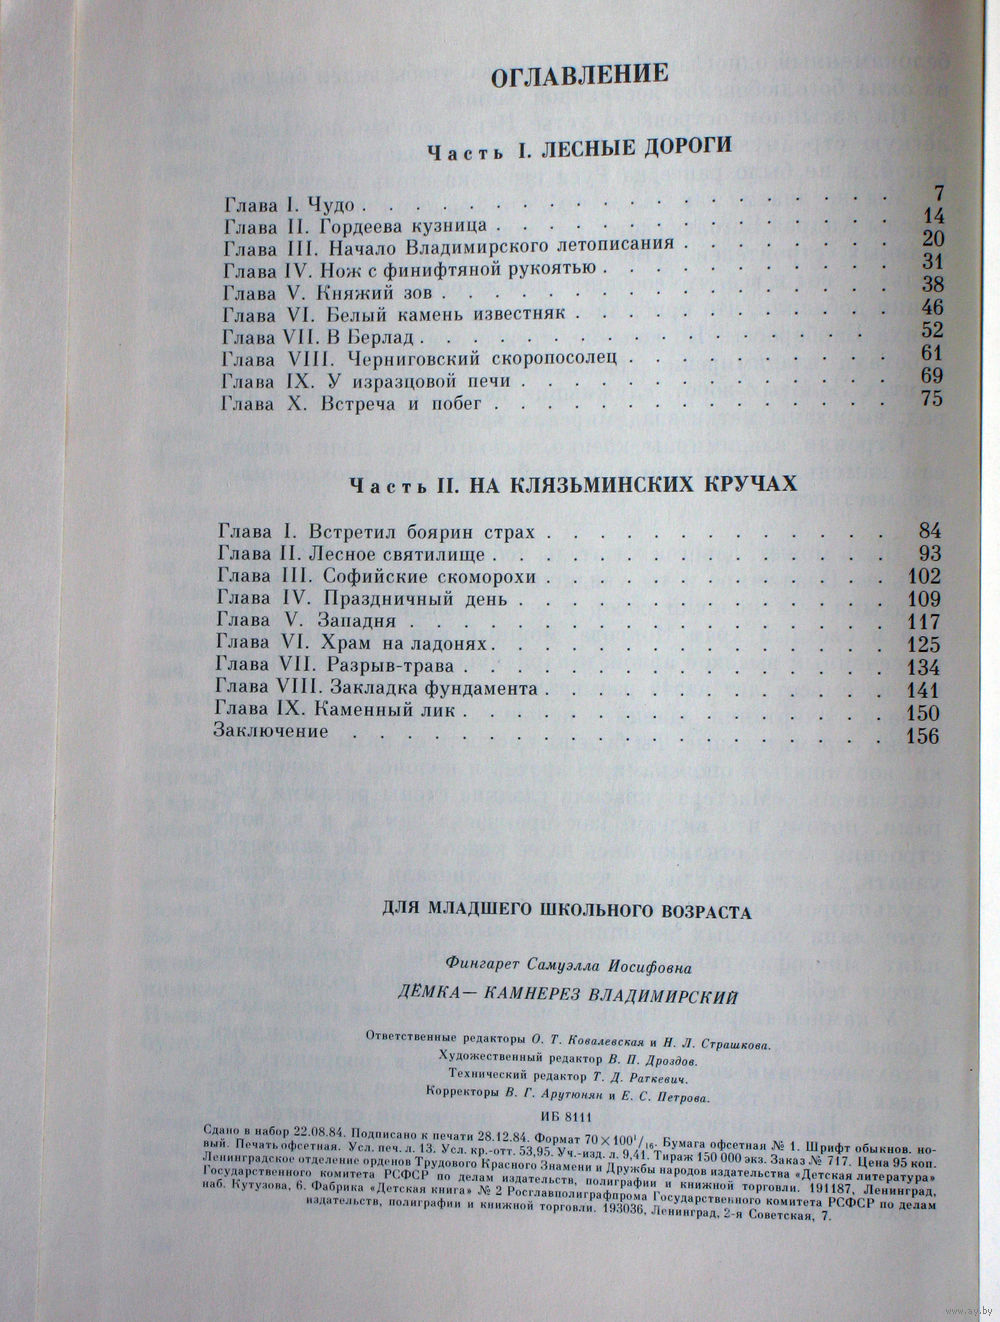 ОГЛАВЛЕНИЕ
Часть I. ЛЕСНЫЕ ДОРОГИ
Глава I. Чудо . . . . . . . . . . . . . . . . . . . . 7
Глава II. Гордеева кузница . . . . . . . . . . . . . . . 14
Глава III. Начало Владимирского летописания . . . . . . . . 20
Глава IV. Нож с финифтяной рукоятью . . . . . . . . . . . 31
Глава V. Княжий зов . . . . . . . . . . . . . . . . . 38
Глава VI. Белый камень известняк . . . . . . . . . . . . 46
Глава VII. В Берлад . . . . . . . . . . . . . . . . . . 52
Глава VIII. Черниговский скоропосолец . . . . . . . . . . 61
Глава IX. У изразцовой печи . . . . . . . . . . . . . . 69
Глава X. Встреча и побег . . . . . . . . . . . . . . . 75
Часть II. НА КЛЯЗЬМИНСКИХ КРУЧАХ
Глава I. Встретил боярин страх . . . . . . . . . . . . . 84
Глава II. Лесное святилище . . . . . . . . . . . . . . . 93
Глава III. Софийские скоморохи . . . . . . . . . . . . . 102
Глава IV. Праздничный день . . . . . . . . . . . . . . 109
Глава V. Западня . . . . . . . . . . . . . . . . . . 117
Глава VI. Храм на ладонях . . . . . . . . . . . . . . . 125
Глава VII. Разрыв-трава . . . . . . . . . . . . . . . . 134
Глава VIII. Закладка фундамента . . . . . . . . . . . . . 141
Глава IX. Каменный лик . . . . . . . . . . . . . . . . 150
Заключение . . . . . . . . . . . . . . . . . . . . 156
ДЛЯ МЛАДШЕГО ШКОЛЬНОГО ВОЗРАСТА
Фингарет Самуэлла Иосифовна
ДЁМКА — КАМНЕРЕЗ ВЛАДИМИРСКИЙ
Ответственные редакторы О. Т. Ковалевская и Н. Л. Страшкова.
Художественный редактор В. П. Дроздов.
Технический редактор Т. Д. Раткевич.
Корректоры В. Г. Арутюнян и Е. С. Петрова.
ИБ 8111
Сдано в набор 22.08.84. Подписано к печати 28.12.84. Формат 70×100¹/₁₆. Бумага офсетная № 1. Шрифт обыкнов. но-
вый. Печать офсетная. Усл. печ. л. 13. Усл. кр.-отт. 53,95. Уч.-изд. л. 9,41. Тираж 150 000 экз. Заказ № 717. Цена 95 коп.
Ленинградское отделение орденов Трудового Красного Знамени и Дружбы народов издательства «Детская литература»
Государственного комитета РСФСР по делам издательств, полиграфии и книжной торговли. 191187, Ленинград,
наб. Кутузова, 6. Фабрика «Детская книга» № 2 Росглавполиграфпрома Государственного комитета РСФСР по делам
издательств, полиграфии и книжной торговли. 193036, Ленинград, 2-я Советская, 7.
www.ay.by